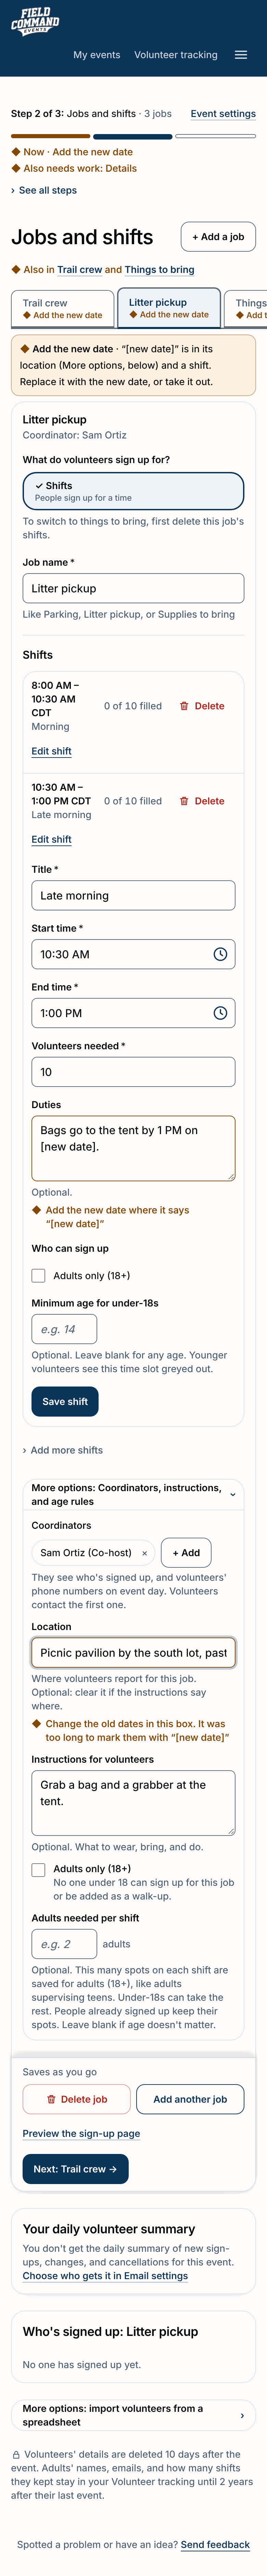 FIELD
COMMAND
EVENTS
My events Volunteer tracking
Step 2 of 3: Jobs and shifts · 3 jobs Event settings
◆ Now · Add the new date
◆ Also needs work: Details
› See all steps
Jobs and shifts
+ Add a job
◆ Also in Trail crew and Things to bring
Trail crew
◆ Add the new date
Litter pickup
◆ Add the new date
Things
◆ Add the
◆ Add the new date · “[new date]” is in its
location (More options, below) and a shift.
Replace it with the new date, or take it out.
Litter pickup
Coordinator: Sam Ortiz
What do volunteers sign up for?
✓ Shifts
People sign up for a time
To switch to things to bring, first delete this job's
shifts.
Job name *
Litter pickup
Like Parking, Litter pickup, or Supplies to bring
Shifts
8:00 AM –
10:30 AM
CDT
Morning
0 of 10 filled
Delete
Edit shift
10:30 AM –
1:00 PM CDT
Late morning
0 of 10 filled
Delete
Edit shift
Title *
Late morning
Start time *
10:30 AM
End time *
1:00 PM
Volunteers needed *
10
Duties
Bags go to the tent by 1 PM on
[new date].
Optional.
◆ Add the new date where it says
“[new date]”
Who can sign up
Adults only (18+)
Minimum age for under-18s
e.g. 14
Optional. Leave blank for any age. Younger
volunteers see this time slot greyed out.
Save shift
› Add more shifts
More options: Coordinators, instructions,
and age rules
Coordinators
Sam Ortiz (Co-host) ×
+ Add
They see who's signed up, and volunteers'
phone numbers on event day. Volunteers
contact the first one.
Location
Picnic pavilion by the south lot, past
Where volunteers report for this job.
Optional: clear it if the instructions say
where.
◆ Change the old dates in this box. It was
too long to mark them with “[new date]”
Instructions for volunteers
Grab a bag and a grabber at the
tent.
Optional. What to wear, bring, and do.
Adults only (18+)
No one under 18 can sign up for this job
or be added as a walk-up.
Adults needed per shift
e.g. 2 adults
Optional. This many spots on each shift are
saved for adults (18+), like adults
supervising teens. Under-18s can take the
rest. People already signed up keep their
spots. Leave blank if age doesn't matter.
Saves as you go
Delete job
Add another job
Preview the sign-up page
Next: Trail crew →
Your daily volunteer summary
You don't get the daily summary of new sign-
ups, changes, and cancellations for this event.
Choose who gets it in Email settings
Who's signed up: Litter pickup
No one has signed up yet.
More options: import volunteers from a
spreadsheet ›
Volunteers' details are deleted 10 days after the
event. Adults' names, emails, and how many shifts
they kept stay in your Volunteer tracking until 2 years
after their last event.
Spotted a problem or have an idea? Send feedback